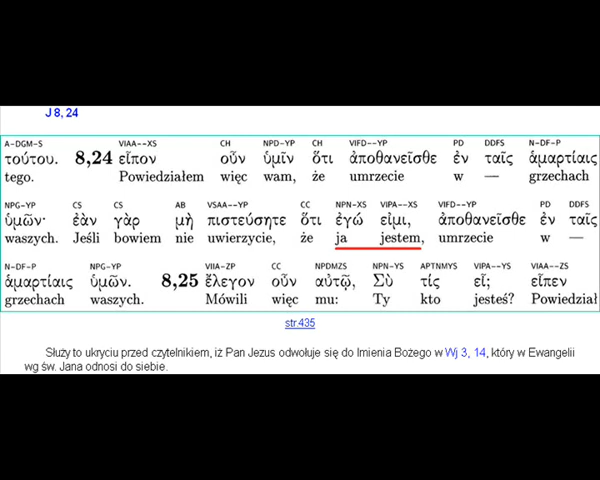 J 8, 24
A-DGM-S VIAA--XS CH NPD-YP CH VIFD--YP PD DDFS N-DF-P
τούτου. 8,24 εἶπον οὖν ὑμῖν ὅτι ἀποθανεῖσθε ἐν ταῖς ἁμαρτίαις
tego. Powiedziałem więc wam, że umrzecie w — grzechach
NPG-YP CS CS AB VSAA--YP CC NPN-XS VIPA--XS VIFD--YP PD DDFS
ὑμῶν· ἐὰν γὰρ μὴ πιστεύσητε ὅτι ἐγώ εἰμι, ἀποθανεῖσθε ἐν ταῖς
waszych. Jeśli bowiem nie uwierzycie, że ja jestem, umrzecie w —
N-DF-P NPG-YP VIIA-ZP CC NPDMZS NPN-YS APTNMYS VIPA--YS VIAA--ZS
ἁμαρτίαις ὑμῶν. 8,25 ἔλεγον οὖν αὐτῷ, Σὺ τίς εἶ; εἶπεν
grzechach waszych. Mówili więc mu: Ty kto jesteś? Powiedział
str.435
Służy to ukryciu przed czytelnikiem, iż Pan Jezus odwołuje się do Imienia Bożego w Wj 3, 14, który w Ewangelii
wg św. Jana odnosi do siebie.